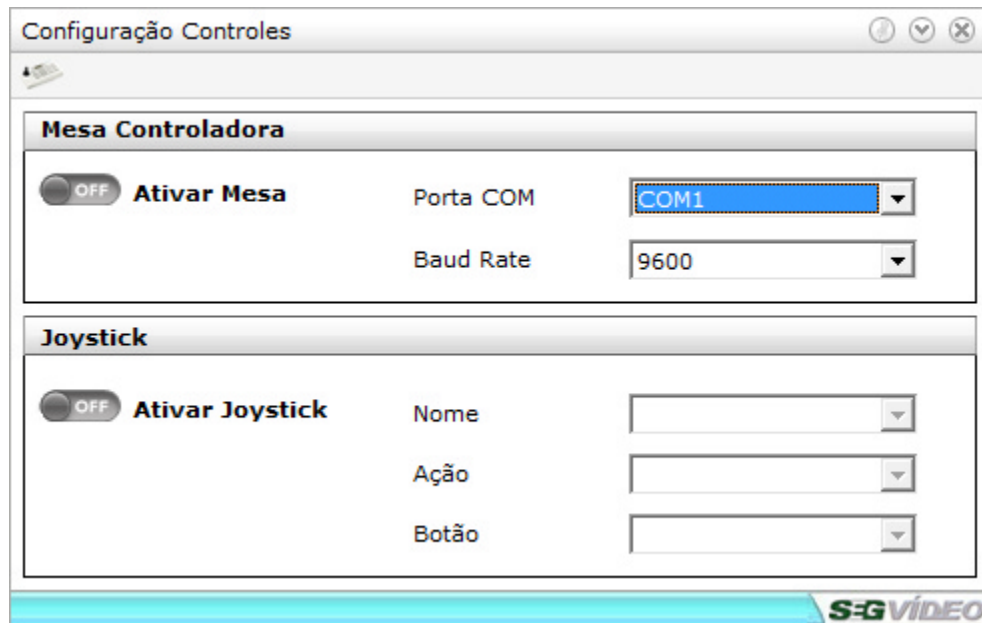 Configuração Controles
Mesa Controladora
OFF Ativar Mesa Porta COM COM1
Baud Rate 9600
Joystick
OFF Ativar Joystick Nome
Ação
Botão
SEGVÍDEO